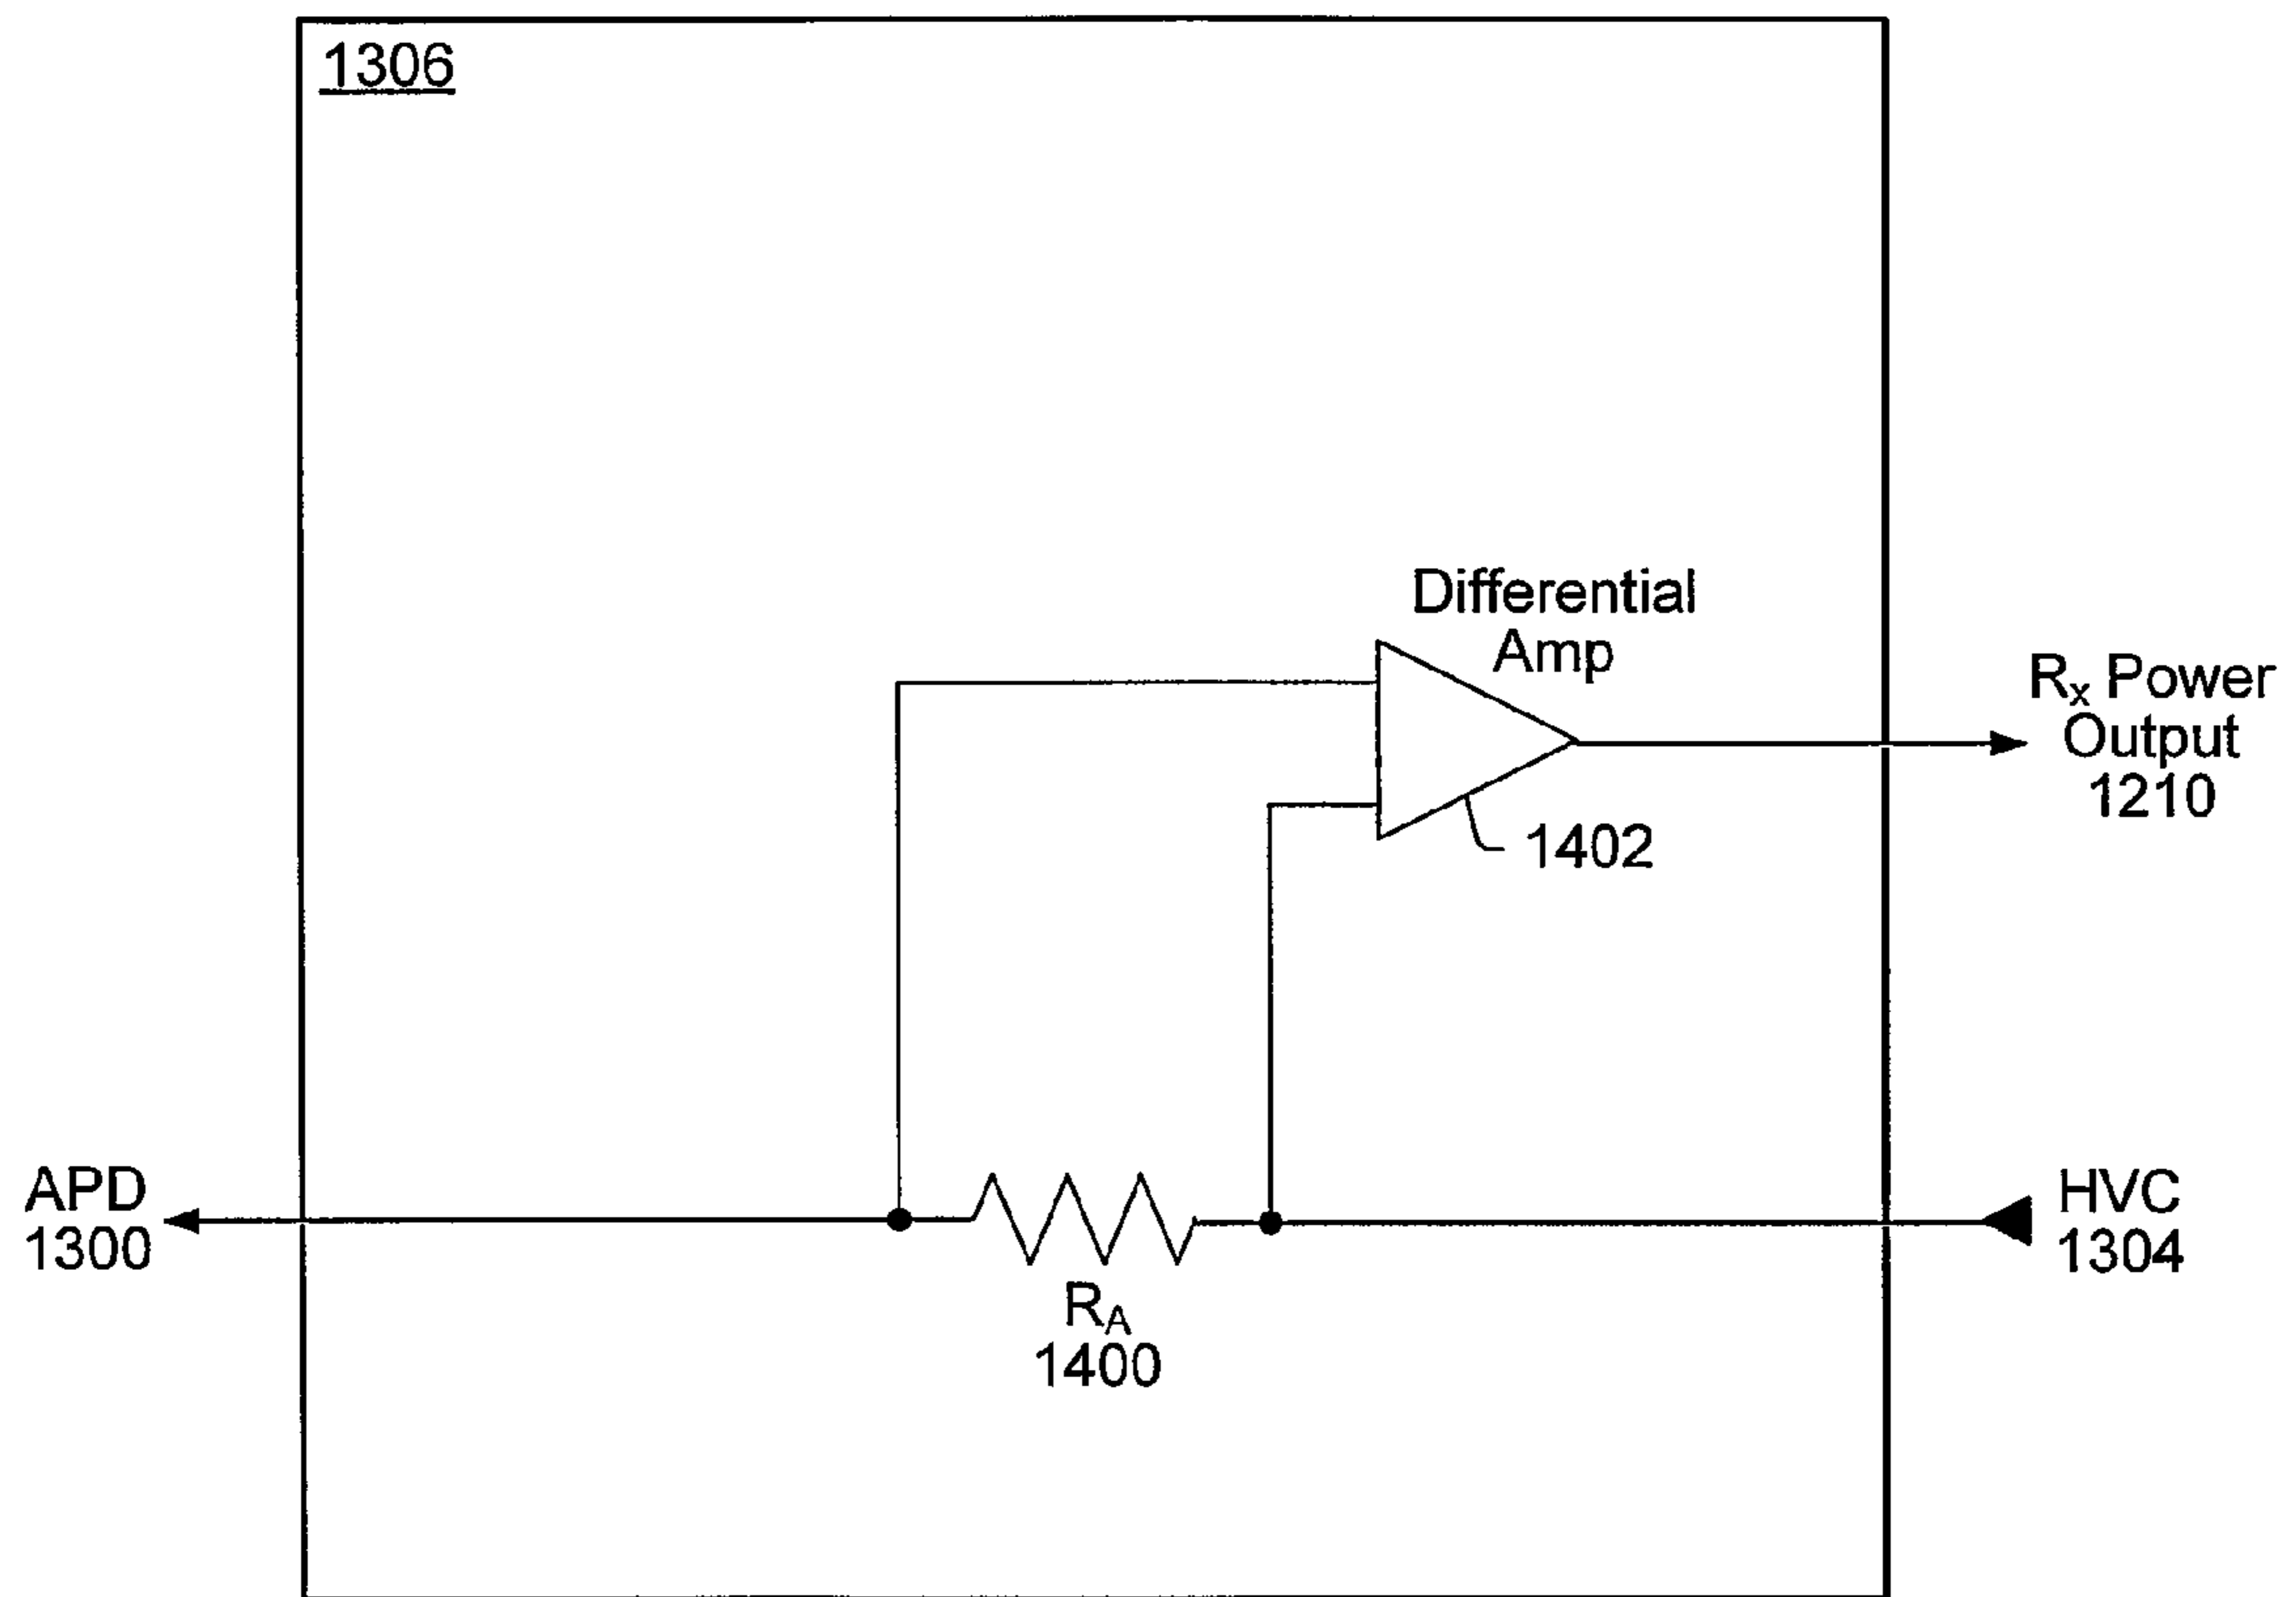 1306
Differential
Amp
Rx Power
Output
1210
1402
APD
1300
HVC
1304
RA
1400